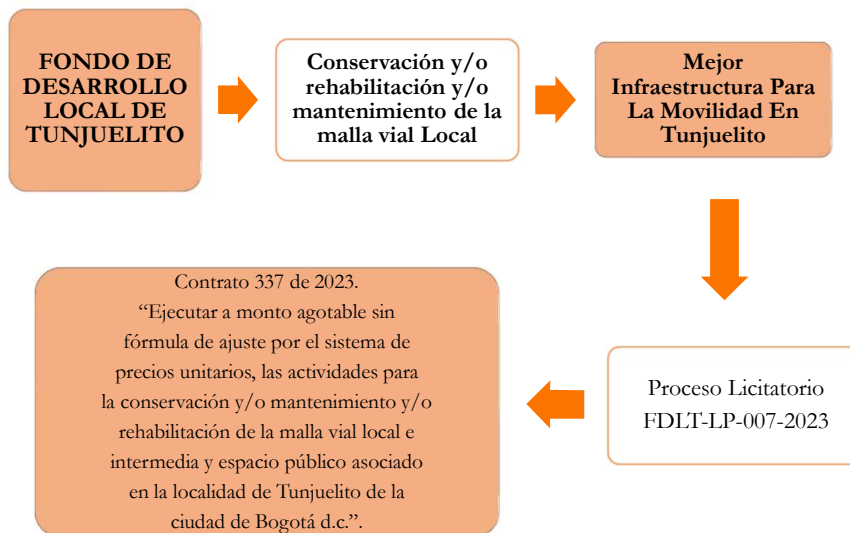 FONDO DE
DESARROLLO
LOCAL DE
TUNJUELITO
Conservación y/o
rehabilitación y/o
mantenimiento de la
malla vial Local
Mejor
Infraestructura Para
La Movilidad En
Tunjuelito
Proceso Licitatorio
FDLT-LP-007-2023
Contrato 337 de 2023.
“Ejecutar a monto agotable sin
fórmula de ajuste por el sistema de
precios unitarios, las actividades para
la conservación y/o mantenimiento y/o
rehabilitación de la malla vial local e
intermedia y espacio público asociado
en la localidad de Tunjuelito de la
ciudad de Bogotá d.c.”.